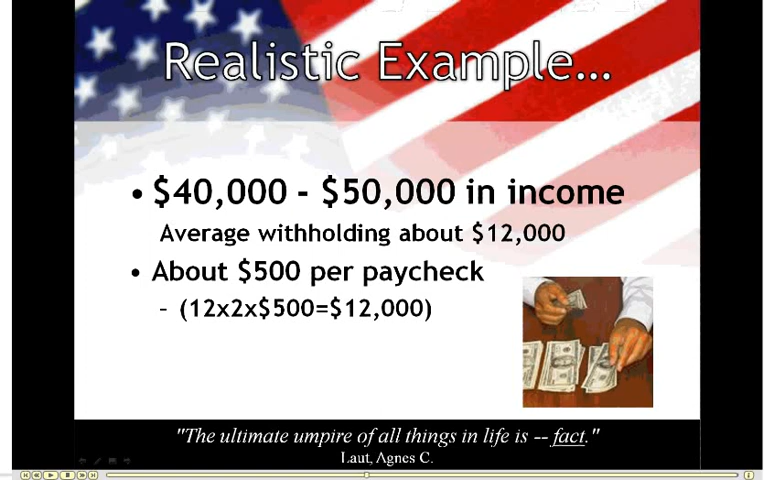 Realistic Example...
• $40,000 - $50,000 in income
Average withholding about $12,000
• About $500 per paycheck
– (12x2x$500=$12,000)
"The ultimate umpire of all things in life is -- fact."
Laut, Agnes C.